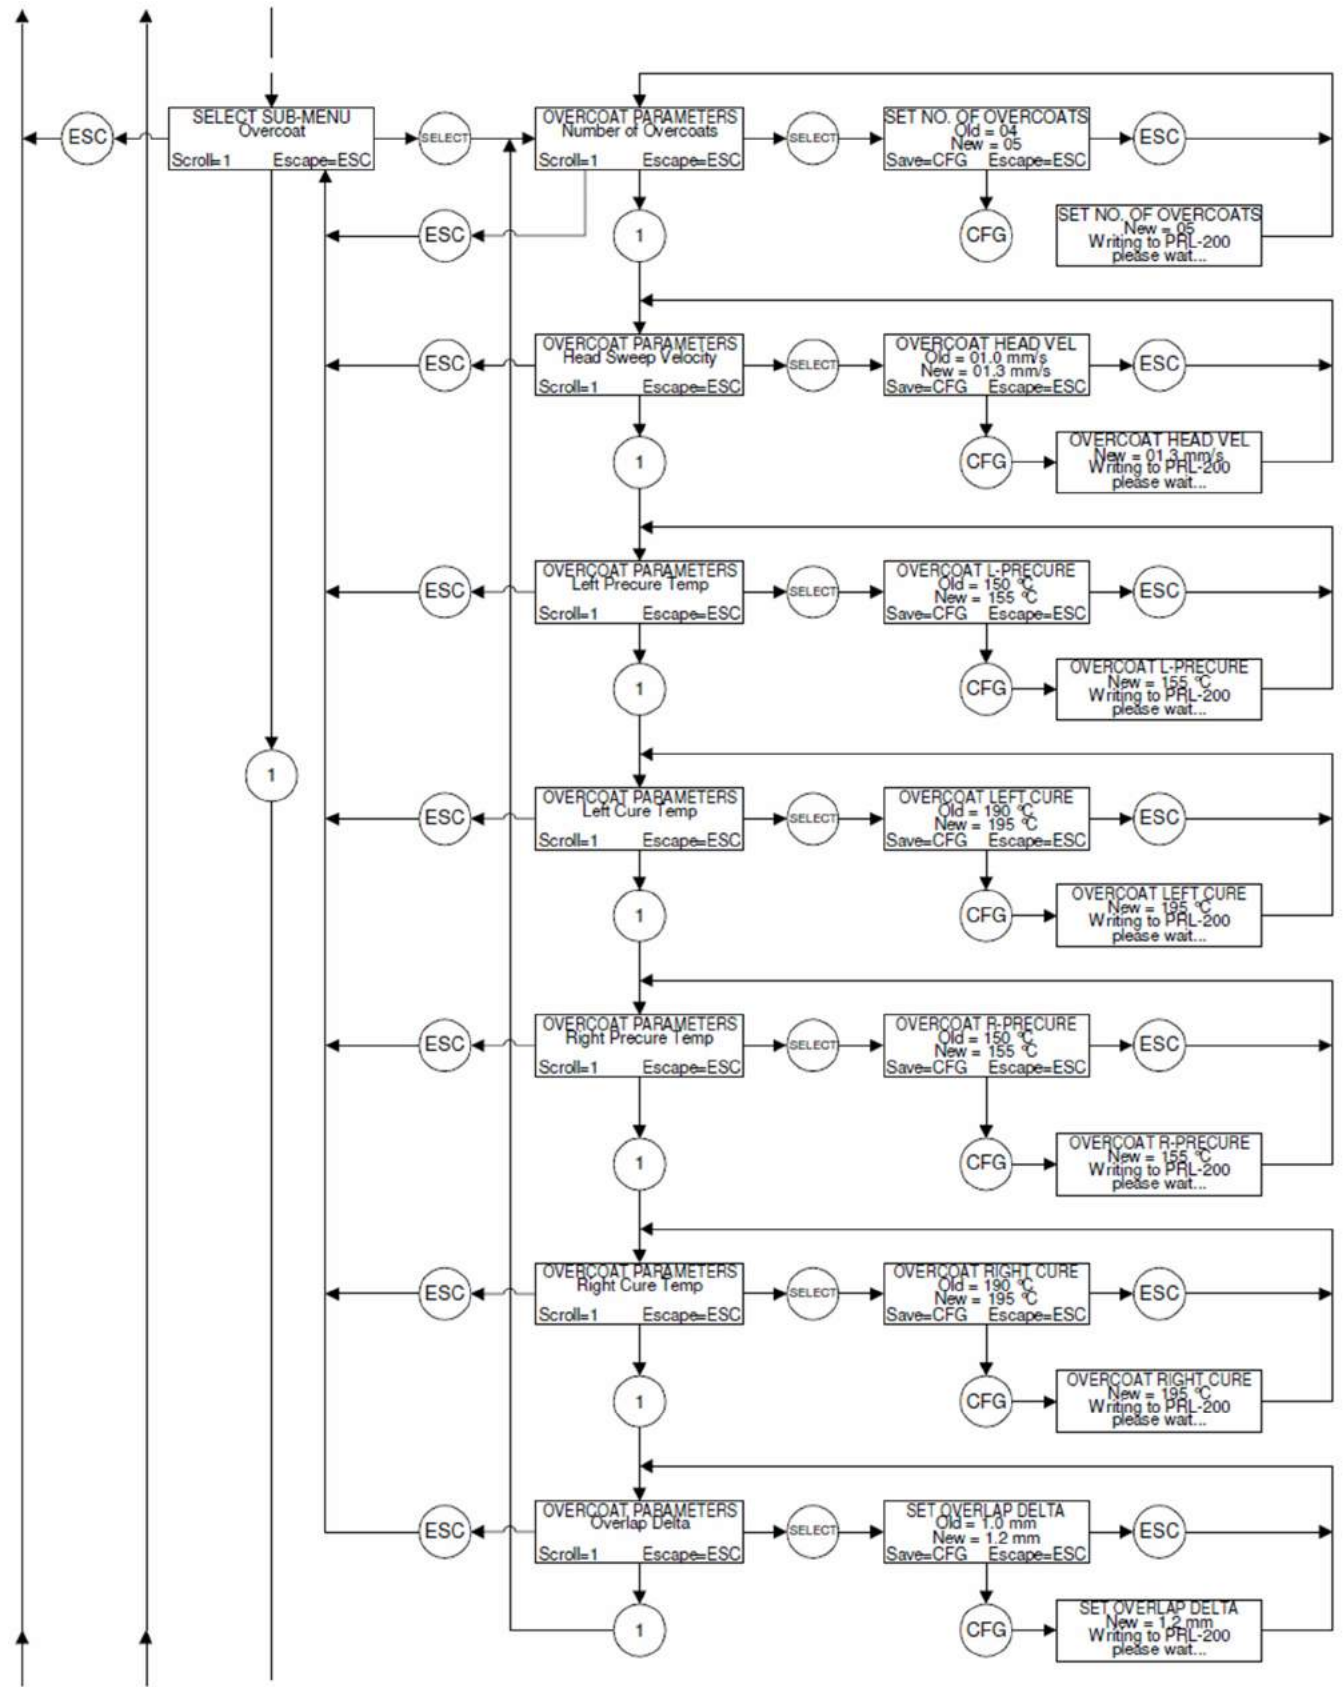 SELECT SUB-MENU
Overcoat
Scroll=1 Escape=ESC
ESC
SELECT
OVERCOAT PARAMETERS
Number of Overcoats
Scroll=1 Escape=ESC
SELECT
SET NO. OF OVERCOATS
Old = 04
New = 05
Save=CFG Escape=ESC
ESC
ESC
1
CFG
SET NO. OF OVERCOATS
New = 05
Writing to PRL-200
please wait...
ESC
OVERCOAT PARAMETERS
Head Sweep Velocity
Scroll=1 Escape=ESC
SELECT
OVERCOAT HEAD VEL
Old = 01.0 mm/s
New = 01.3 mm/s
Save=CFG Escape=ESC
ESC
1
CFG
OVERCOAT HEAD VEL
New = 01.3 mm/s
Writing to PRL-200
please wait...
ESC
OVERCOAT PARAMETERS
Left Precure Temp
Scroll=1 Escape=ESC
SELECT
OVERCOAT L-PRECURE
Old = 150 °C
New = 155 °C
Save=CFG Escape=ESC
ESC
1
CFG
OVERCOAT L-PRECURE
New = 155 °C
Writing to PRL-200
please wait...
1
ESC
OVERCOAT PARAMETERS
Left Cure Temp
Scroll=1 Escape=ESC
SELECT
OVERCOAT LEFT CURE
Old = 190 °C
New = 195 °C
Save=CFG Escape=ESC
ESC
1
CFG
OVERCOAT LEFT CURE
New = 195 °C
Writing to PRL-200
please wait...
ESC
OVERCOAT PARAMETERS
Right Precure Temp
Scroll=1 Escape=ESC
SELECT
OVERCOAT R-PRECURE
Old = 150 °C
New = 155 °C
Save=CFG Escape=ESC
ESC
1
CFG
OVERCOAT R-PRECURE
New = 155 °C
Writing to PRL-200
please wait...
ESC
OVERCOAT PARAMETERS
Right Cure Temp
Scroll=1 Escape=ESC
SELECT
OVERCOAT RIGHT CURE
Old = 190 °C
New = 195 °C
Save=CFG Escape=ESC
ESC
1
CFG
OVERCOAT RIGHT CURE
New = 195 °C
Writing to PRL-200
please wait...
ESC
OVERCOAT PARAMETERS
Overlap Delta
Scroll=1 Escape=ESC
SELECT
SET OVERLAP DELTA
Old = 1.0 mm
New = 1.2 mm
Save=CFG Escape=ESC
ESC
1
CFG
SET OVERLAP DELTA
New = 1.2 mm
Writing to PRL-200
please wait...